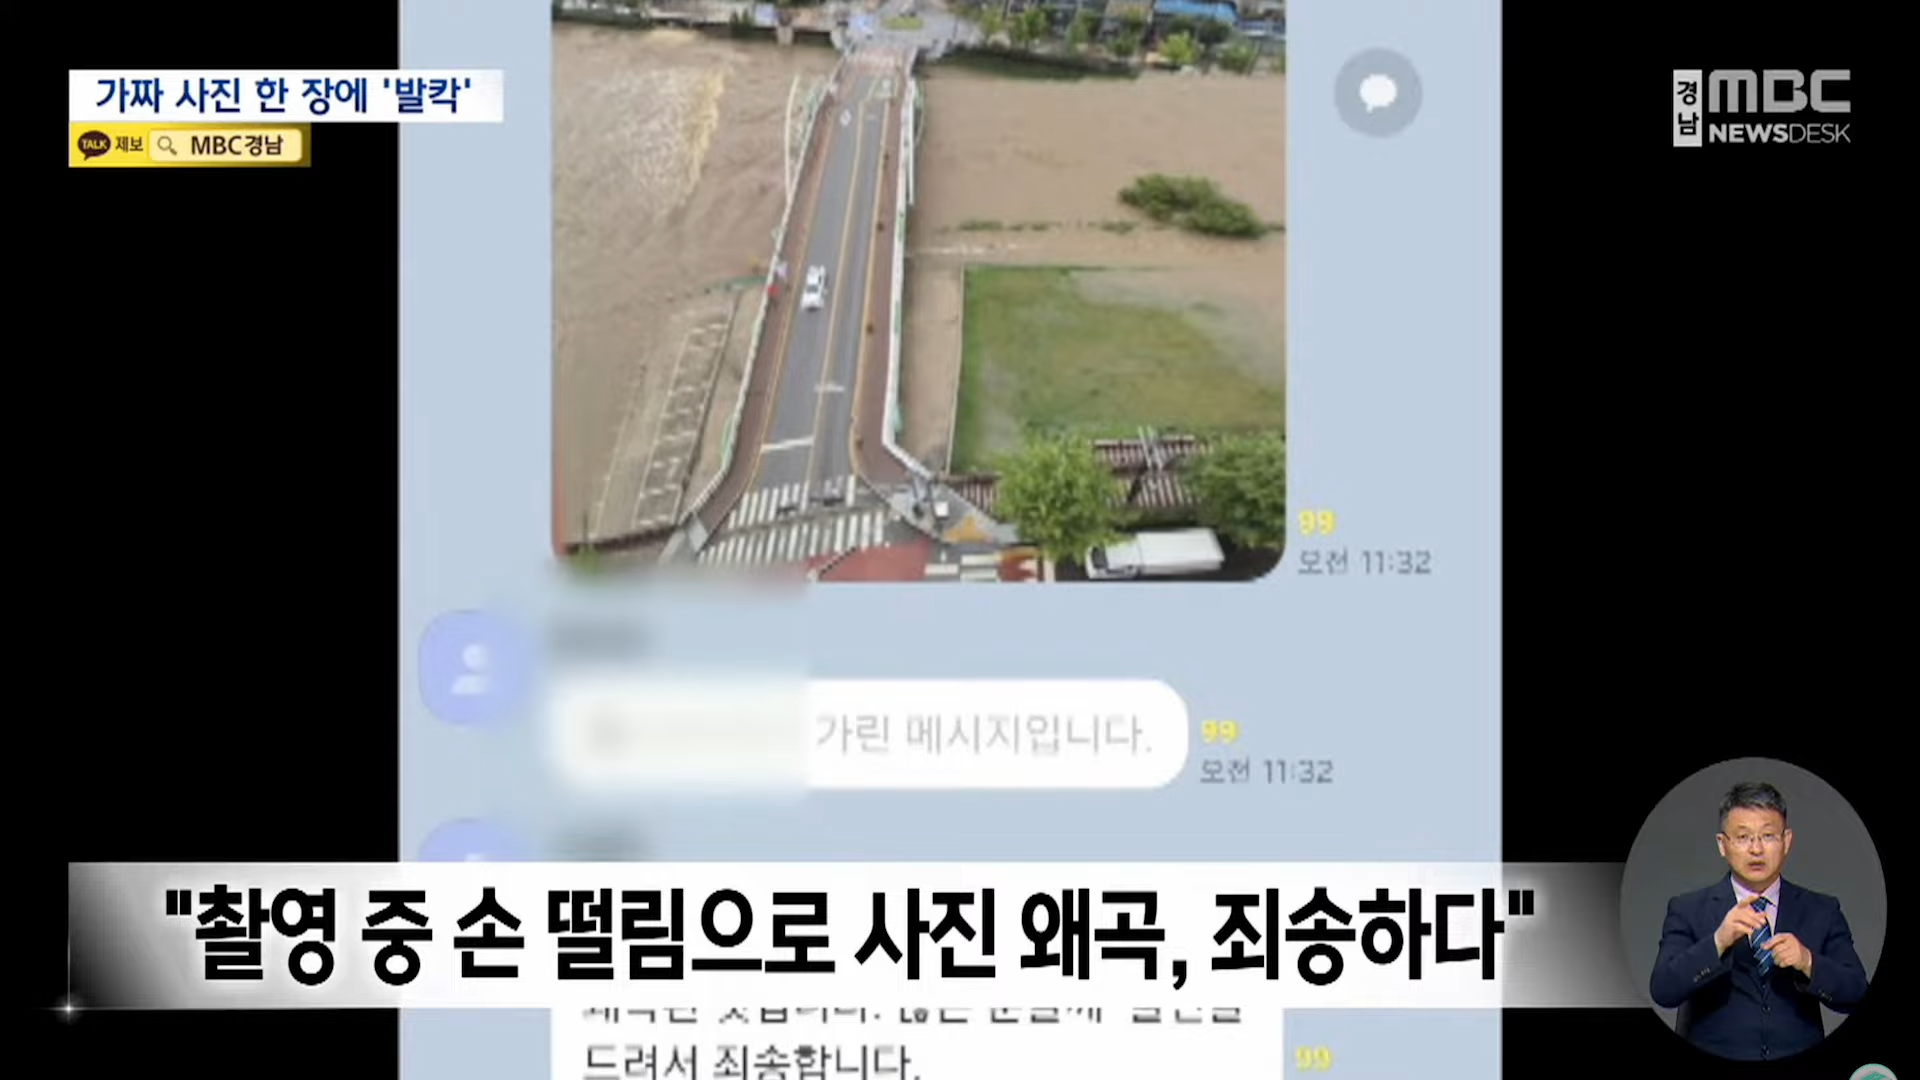 가짜 사진 한 장에 '발칵'
TALK 제보 MBC경남
경남 MBC
NEWSDESK
99
오전 11:32
가린 메시지입니다.
99
오전 11:32
"촬영 중 손 떨림으로 사진 왜곡, 죄송하다"
드려서 죄송합니다.
99